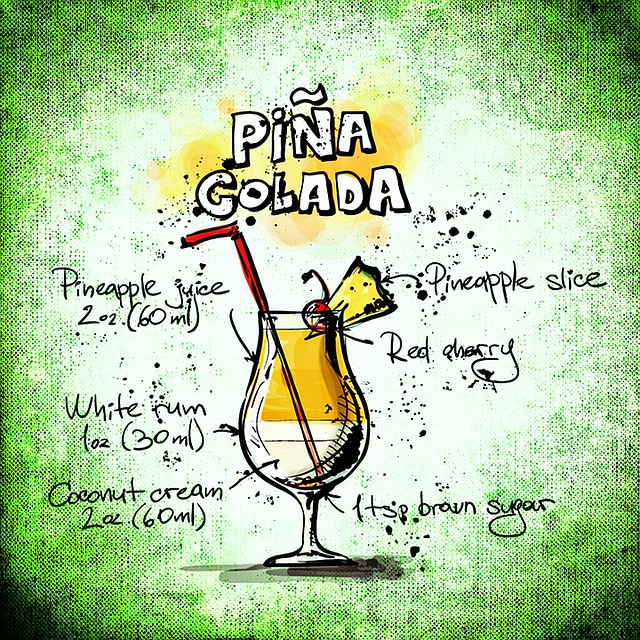 PIÑA
COLADA
Pineapple juice
2oz. (60ml)
Pineapple slice
Red cherry
White rum
1oz (30ml)
Coconut cream
2oz (60ml)
1tsp brown sugar